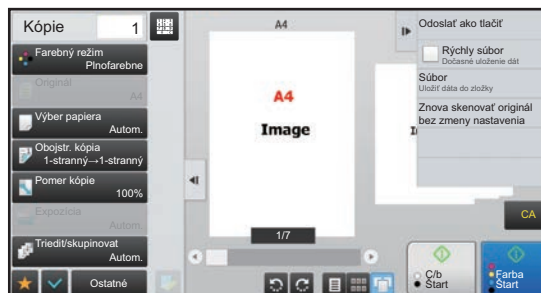 Kópie 1
Farebný režim
Plnofarebne
Originál
A4
Výber papiera
Autom.
Obojstr. kópia
1-stranný→1-stranný
Pomer kópie
100%
Expozícia
Autom.
Triediť/skupinovat
Autom.
Ostatné
A4
A4
Image
1/7
Odoslať ako tlačiť
Rýchly súbor
Dočasné uloženie dát
Súbor
Uložiť dáta do zložky
Znova skenovať originál
bez zmeny nastavenia
CA
Č/b
Štart
Farba
Štart